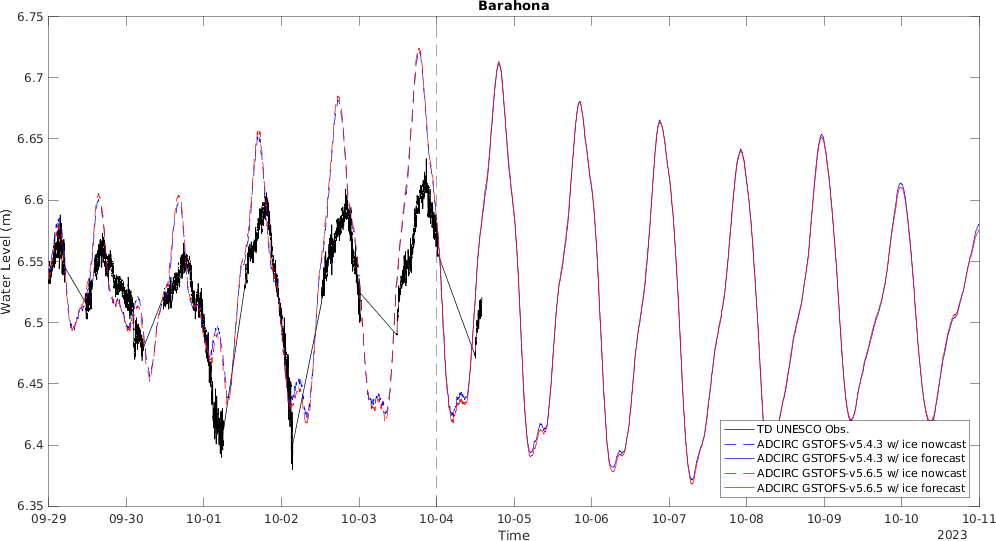 Barahona
6.75
6.7
6.65
6.6
6.55
6.5
6.45
6.4
6.35
Water Level (m)
TD UNESCO Obs.
ADCIRC GSTOFS-v5.4.3 w/ ice nowcast
ADCIRC GSTOFS-v5.4.3 w/ ice forecast
ADCIRC GSTOFS-v5.6.5 w/ ice nowcast
ADCIRC GSTOFS-v5.6.5 w/ ice forecast
09-29 09-30 10-01 10-02 10-03 10-04 10-05 10-06 10-07 10-08 10-09 10-10 10-11
Time
2023